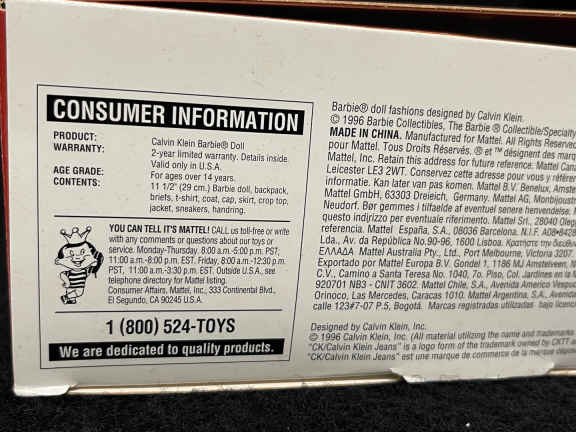 CONSUMER INFORMATION
PRODUCT: Calvin Klein Barbie® Doll
WARRANTY: 2-year limited warranty. Details inside.
Valid only in U.S.A.
AGE GRADE: For ages over 14 years.
CONTENTS: 11 1/2" (29 cm.) Barbie doll, backpack,
briefs, t-shirt, coat, cap, skirt, crop top,
jacket, sneakers, handring.
YOU CAN TELL IT'S MATTEL! CALL us toll-free or write
with any comments or questions about our toys or
service. Monday-Thursday, 8:00 a.m.-5:00 p.m. PST,
11:00 a.m.-8:00 p.m. EST. Friday, 8:00 a.m.-12:30 p.m.
PST, 11:00 a.m.-3:30 p.m. EST. Outside U.S.A., see
telephone directory for Mattel listing.
Consumer Affairs, Mattel, Inc., 333 Continental Blvd.,
El Segundo, CA 90245 U.S.A.
1 (800) 524-TOYS
We are dedicated to quality products.
Barbie® doll fashions designed by Calvin Klein.
© 1996 Barbie Collectibles, The Barbie ® Collectible/Specialty
MADE IN CHINA. Manufactured for Mattel. All Rights Reserved
pour Mattel. Tous Droits Réservés. ® et ™ désignent des marq
Mattel, Inc. Retain this address for future reference. Mattel Cana
Leicester LE3 2WT. Conservez cette adresse pour vous y référer
informatie. Kan later van pas komen. Mattel B.V. Benelux, Amste
Mattel GmbH, 63303 Dreieich, Germany. Mattel AG, Monbijoustr
Neudorf. Bør gemmes i tilfælde af eventuel senere henvendelse. M
questo indirizzo per eventuale riferimento. Mattel Srl., 28040 Oleg
referencia. Mattel España, S.A., 08036 Barcelona. N.I.F. A08-8428
Lda., Av. da República No.90-96, 1600 Lisboa. Κρατήστε την διεύθυν
ΕΛΛΑΔΑ Mattel Australia Pty., Ltd., Port Melbourne, Victoria 3207.
Exportado por Mattel Europa B.V. Gondel 1, 1186 MJ Amstelveen, N
C.V., Camino a Santa Teresa No. 1040, 7o. Piso, Col. Jardines en la
920701 NB3 - CNIT 3602. Mattel Chile, S.A., Avenida Americo Vespuc
Orinoco, Las Mercedes, Caracas 1010. Mattel Argentina, S.A., Avenida
calle 123#7-07 P.5, Bogotá. Marcas registradas utilizadas bajo licenci
Designed by Calvin Klein, Inc.
© 1996 Calvin Klein, Inc. (All material utilizing the name and trademarks
"CK/Calvin Klein Jeans" is a logo form of the trademark owned by CKTT a
"CK/Calvin Klein Jeans" est une marque de commerce de la marque dépo